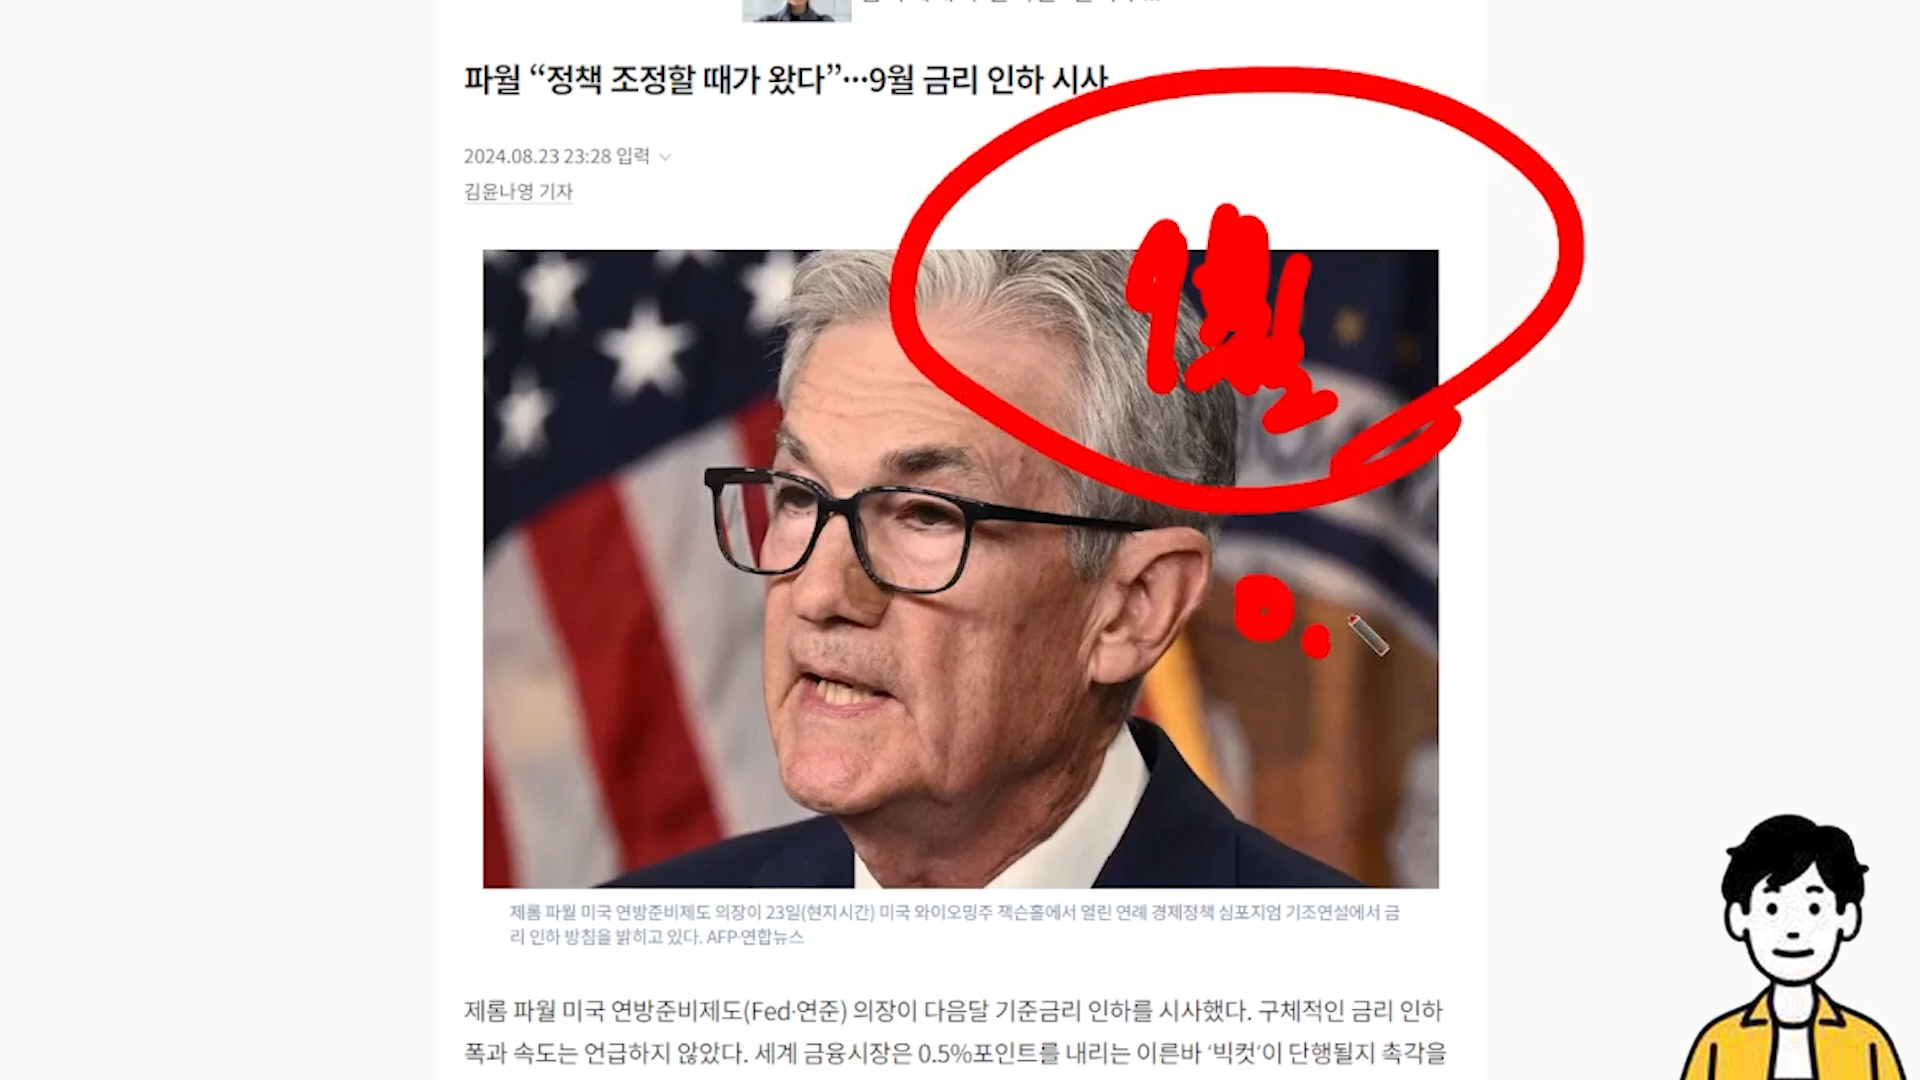 파월 “정책 조정할 때가 왔다”…9월 금리 인하 시사
2024.08.23 23:28 입력
김윤나영 기자
9월
제롬 파월 미국 연방준비제도 의장이 23일(현지시간) 미국 와이오밍주 잭슨홀에서 열린 연례 경제정책 심포지엄 기조연설에서 금
리 인하 방침을 밝히고 있다. AFP·연합뉴스
제롬 파월 미국 연방준비제도(Fed·연준) 의장이 다음달 기준금리 인하를 시사했다. 구체적인 금리 인하
폭과 속도는 언급하지 않았다. 세계 금융시장은 0.5%포인트를 내리는 이른바 ‘빅컷’이 단행될지 촉각을